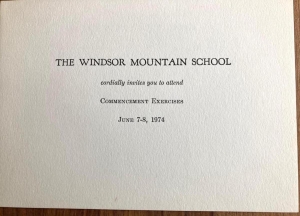 THE WINDSOR MOUNTAIN SCHOOL
cordially invites you to attend
COMMENCEMENT EXERCISES
JUNE 7-8, 1974